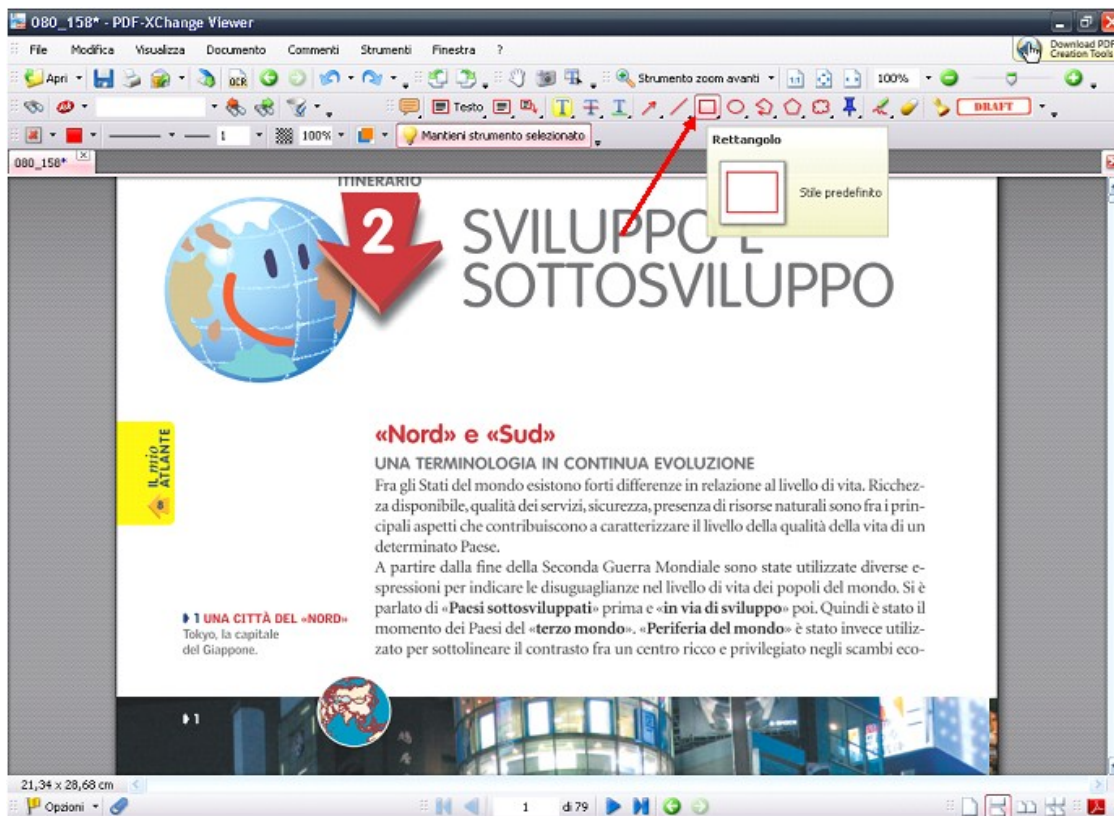 080_158* - PDF-XChange Viewer
File Modifica Visualizza Documento Commenti Strumenti Finestra ?
Download PDF
Creation Tools
Apri OCR Strumento zoom avanti 1:1 100%
Testo T T T DRAFT
1 100% Mantieni strumento selezionato
Rettangolo
Stile predefinito
080_158*
ITINERARIO
2
SVILUPPO E
SOTTOSVILUPPO
IL mio
ATLANTE
8
«Nord» e «Sud»
UNA TERMINOLOGIA IN CONTINUA EVOLUZIONE
Fra gli Stati del mondo esistono forti differenze in relazione al livello di vita. Ricchez-
za disponibile, qualità dei servizi, sicurezza, presenza di risorse naturali sono fra i prin-
cipali aspetti che contribuiscono a caratterizzare il livello della qualità della vita di un
determinato Paese.
A partire dalla fine della Seconda Guerra Mondiale sono state utilizzate diverse e-
spressioni per indicare le disuguaglianze nel livello di vita dei popoli del mondo. Si è
parlato di «Paesi sottosviluppati» prima e «in via di sviluppo» poi. Quindi è stato il
momento dei Paesi del «terzo mondo». «Periferia del mondo» è stato invece utiliz-
zato per sottolineare il contrasto fra un centro ricco e privilegiato negli scambi eco-
1 UNA CITTÀ DEL «NORD»
Tokyo, la capitale
del Giappone.
1
21,34 x 28,68 cm
Opzioni 1 di 79